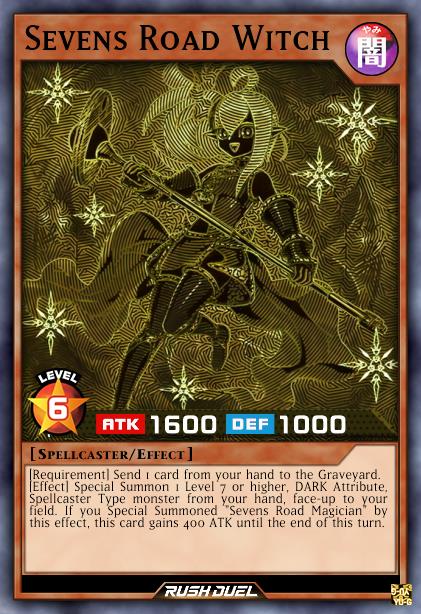 Sevens Road Witch
やみ
闇
LEVEL
6
ATK 1600 DEF 1000
[Spellcaster/Effect]
[Requirement] Send 1 card from your hand to the Graveyard.
[Effect] Special Summon 1 Level 7 or higher, DARK Attribute,
Spellcaster Type monster from your hand, face-up to your
field. If you Special Summoned "Sevens Road Magician" by
this effect, this card gains 400 ATK until the end of this turn.
RUSH DUEL